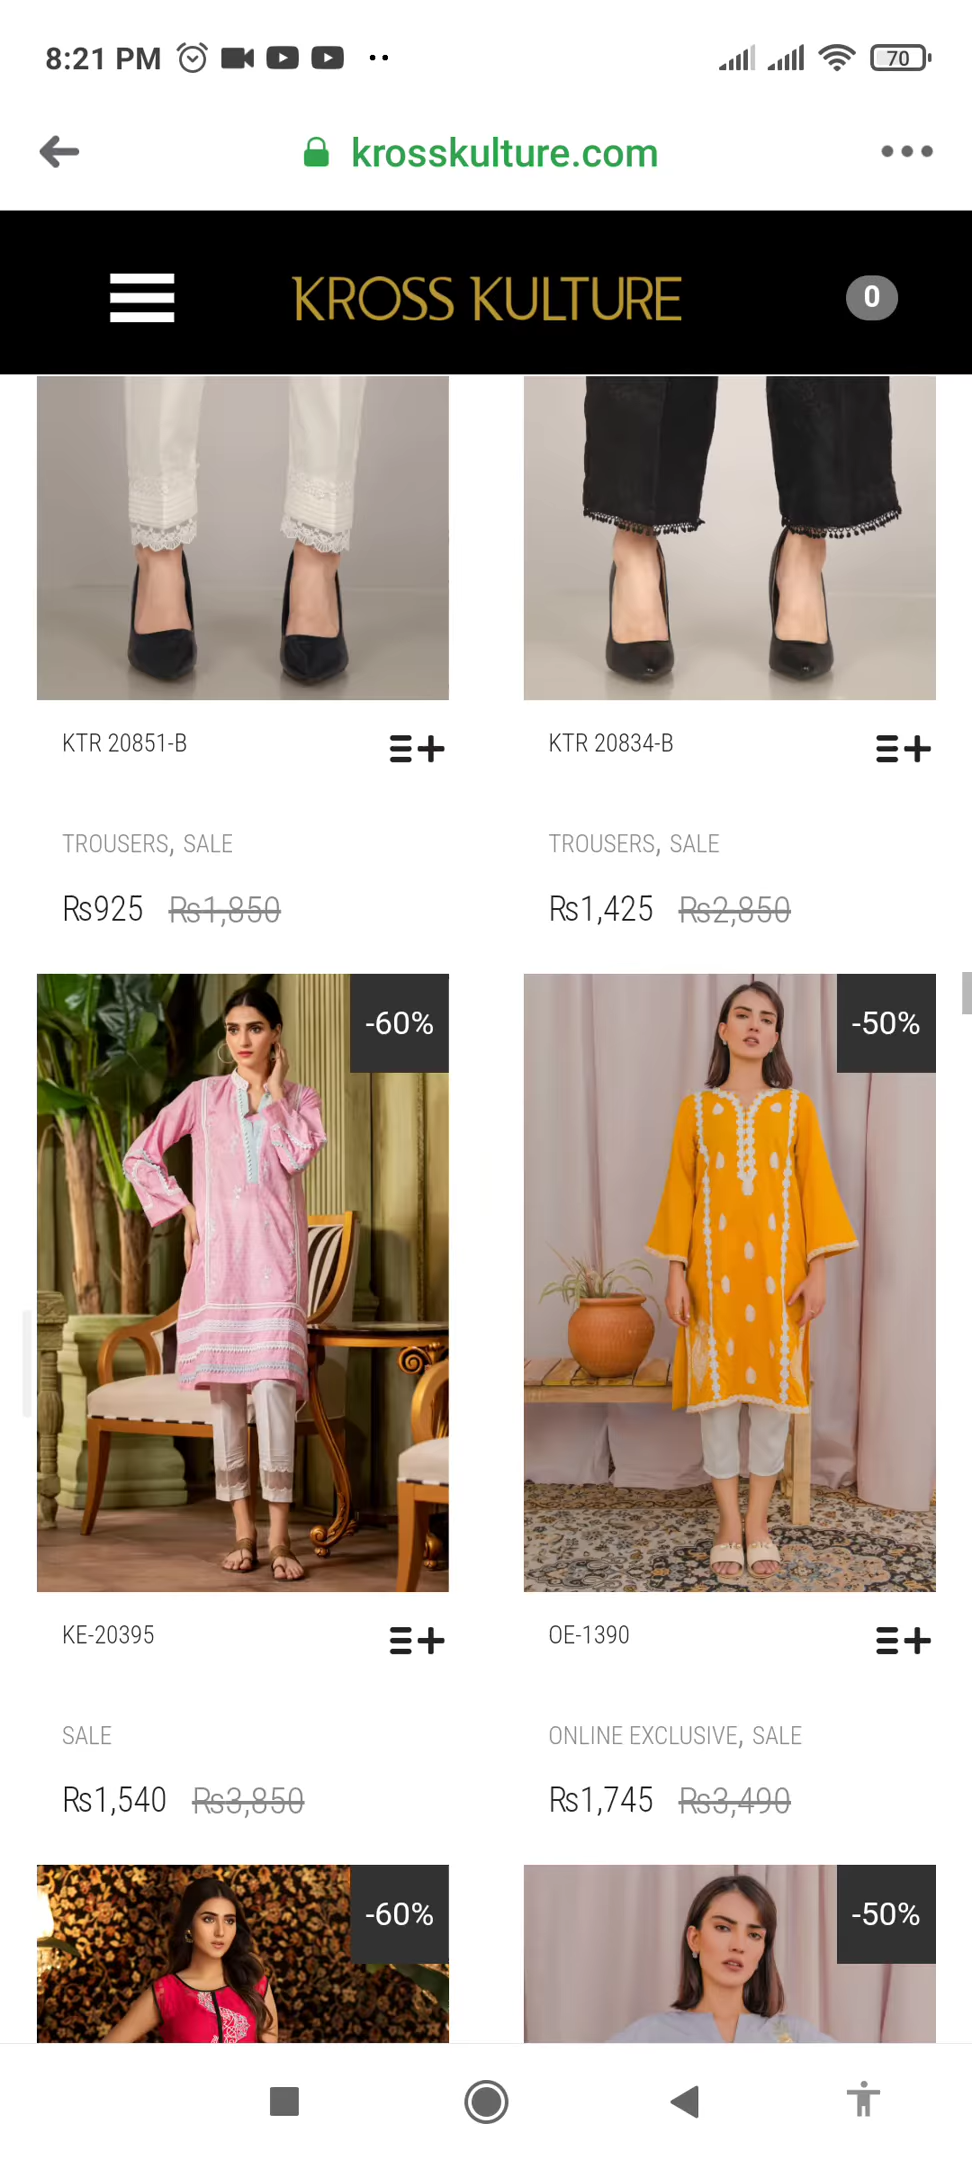 8:21 PM
70
krosskulture.com
KROSS KULTURE
0
KTR 20851-B
KTR 20834-B
TROUSERS, SALE
TROUSERS, SALE
₨925 ₨1,850
₨1,425 ₨2,850
-60%
-50%
KE-20395
OE-1390
SALE
ONLINE EXCLUSIVE, SALE
₨1,540 ₨3,850
₨1,745 ₨3,490
-60%
-50%